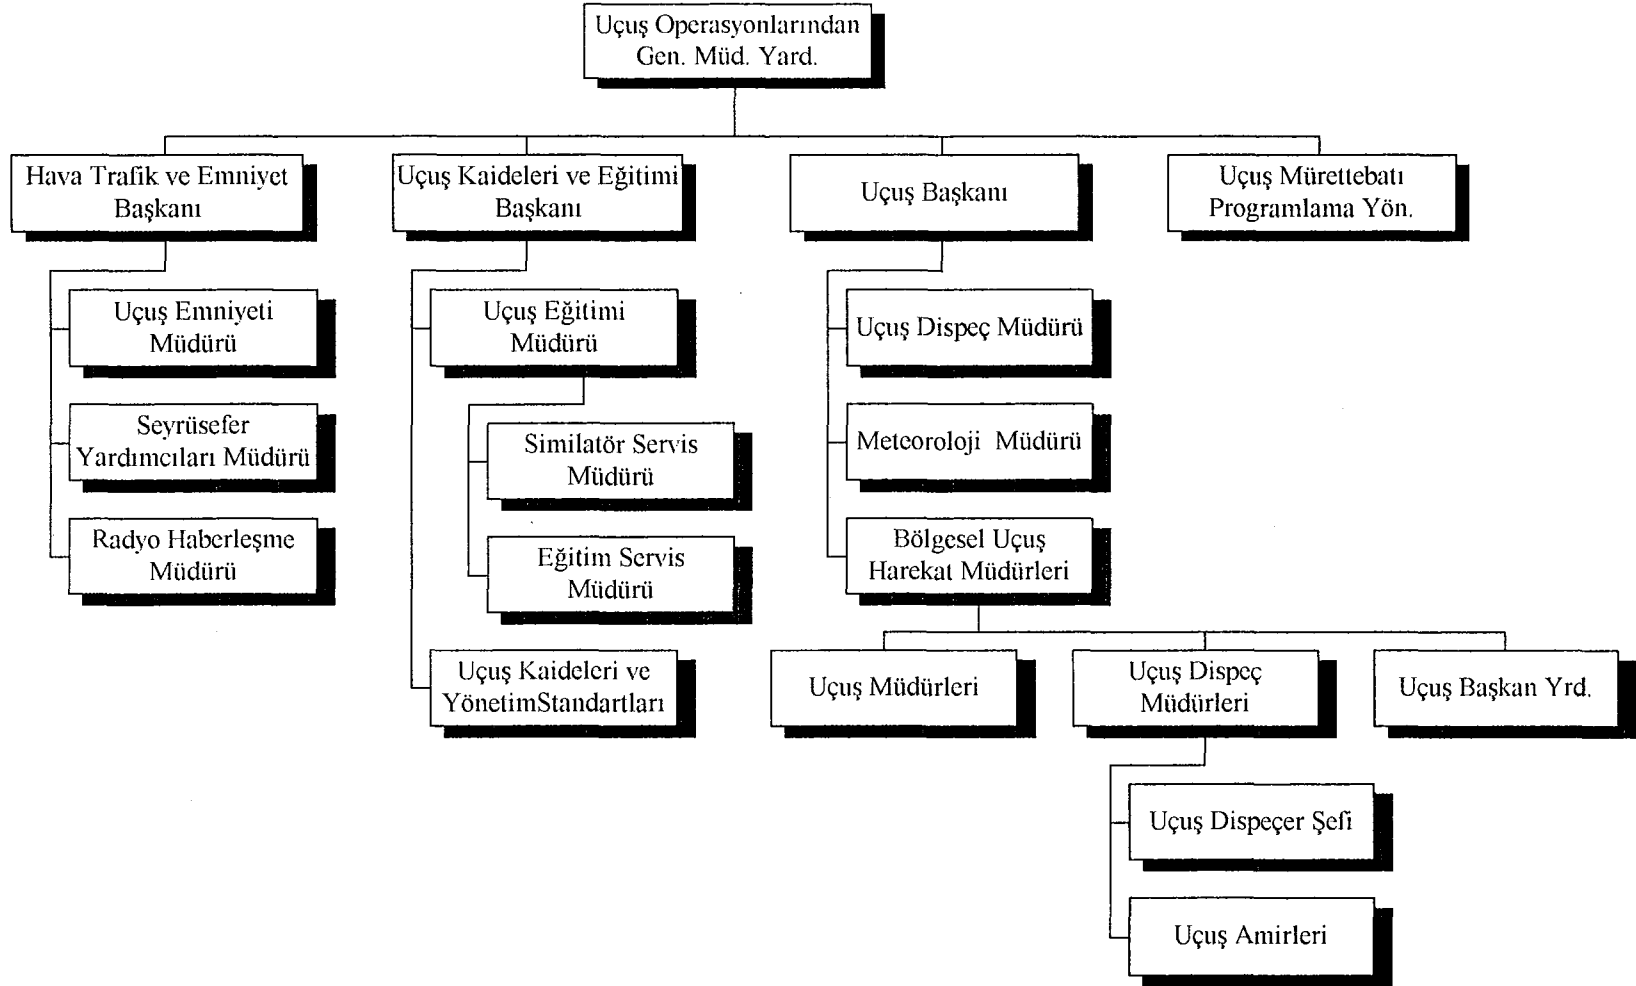 Uçuş Operasyonlarından
Gen. Müd. Yard.
Hava Trafik ve Emniyet
Başkanı
Uçuş Kaideleri ve Eğitimi
Başkanı
Uçuş Başkanı
Uçuş Mürettebatı
Programlama Yön.
Uçuş Emniyeti
Müdürü
Seyrüsefer
Yardımcıları Müdürü
Radyo Haberleşme
Müdürü
Uçuş Eğitimi
Müdürü
Similatör Servis
Müdürü
Eğitim Servis
Müdürü
Uçuş Kaideleri ve
YönetimStandartları
Uçuş Dispeç Müdürü
Meteoroloji Müdürü
Bölgesel Uçuş
Harekat Müdürleri
Uçuş Müdürleri
Uçuş Dispeç
Müdürleri
Uçuş Başkan Yrd.
Uçuş Dispeçer Şefi
Uçuş Amirleri